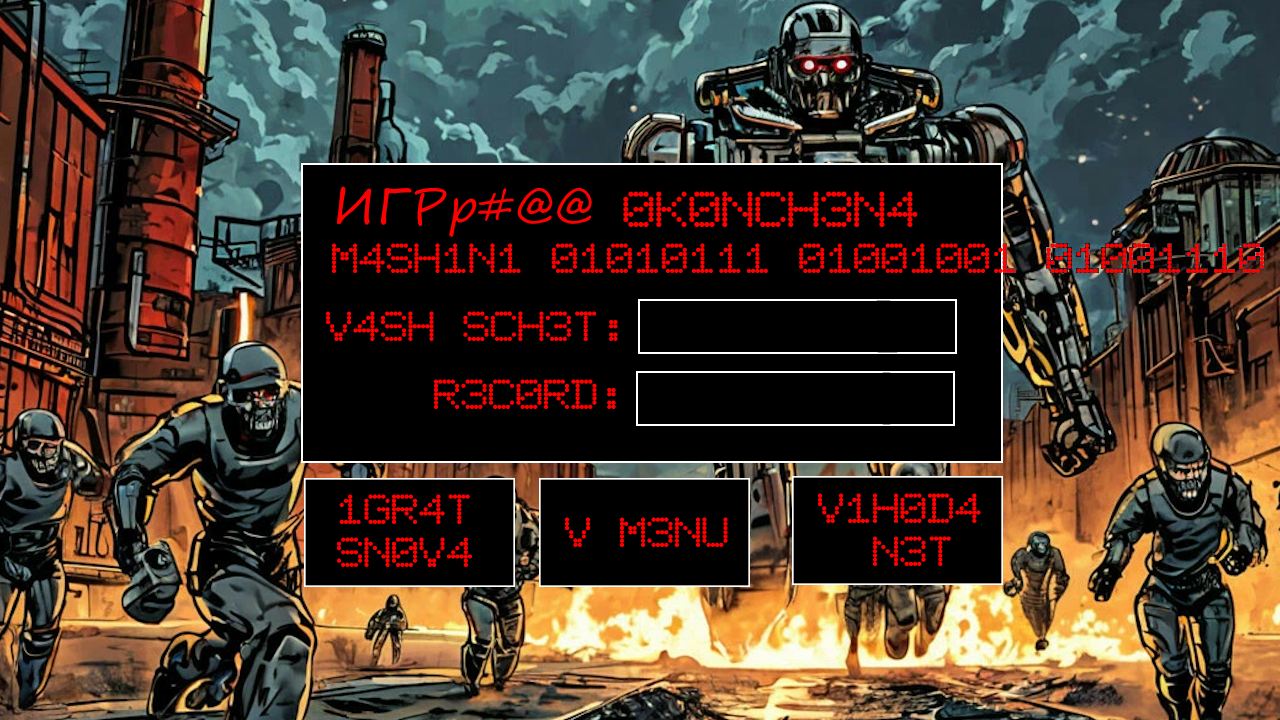 ИГРр#@@ 0K0NCH3N4
M4SH1N1 01010111 01001001 01001110
V4SH SCH3T:
R3C0RD:
1GR4T
SN0V4
V M3NU
V1H0D4
N3T